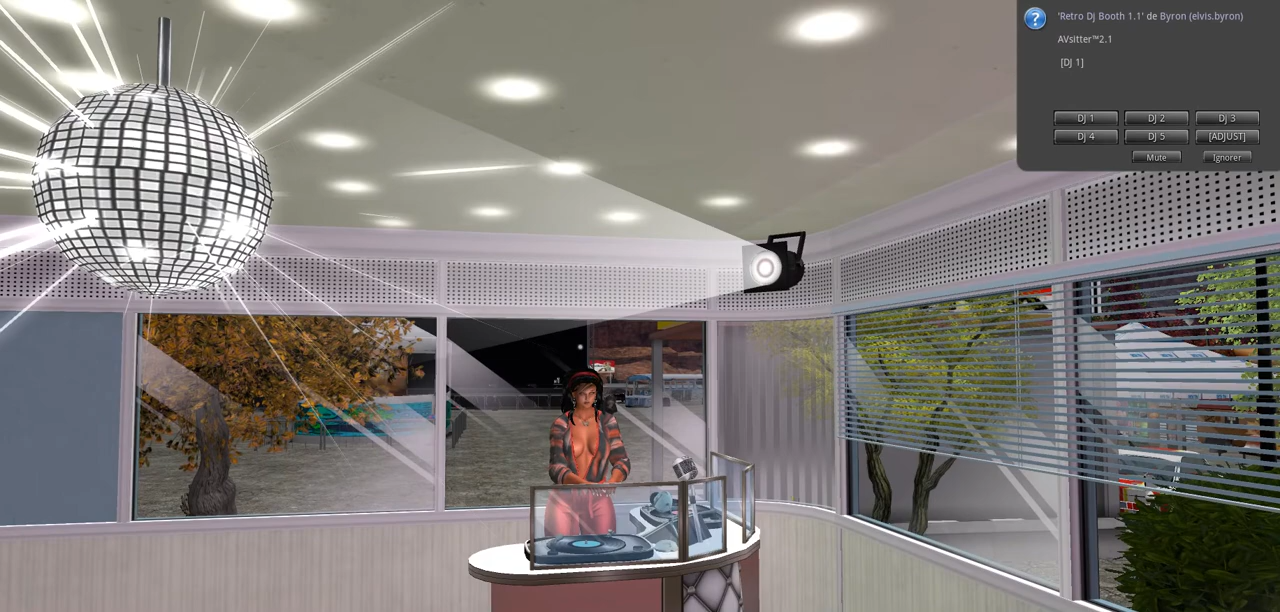 'Retro Dj Booth 1.1' de Byron (elvis.byron)
AVsitter™2.1
[DJ 1]
DJ 1 DJ 2 Dj 3
Dj 4 DJ 5 [ADJUST]
Mute Ignorer